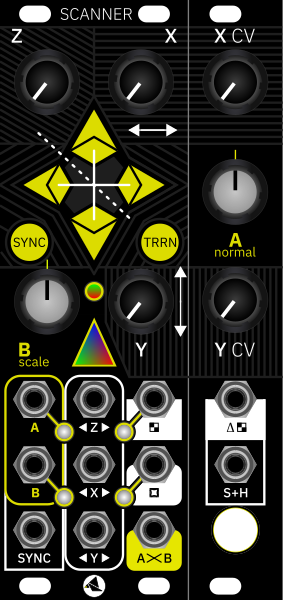 SCANNER
Z X X CV
SYNC TRRN A
normal
B Y Y CV
scale
A Z
B X S+H
SYNC Y A B